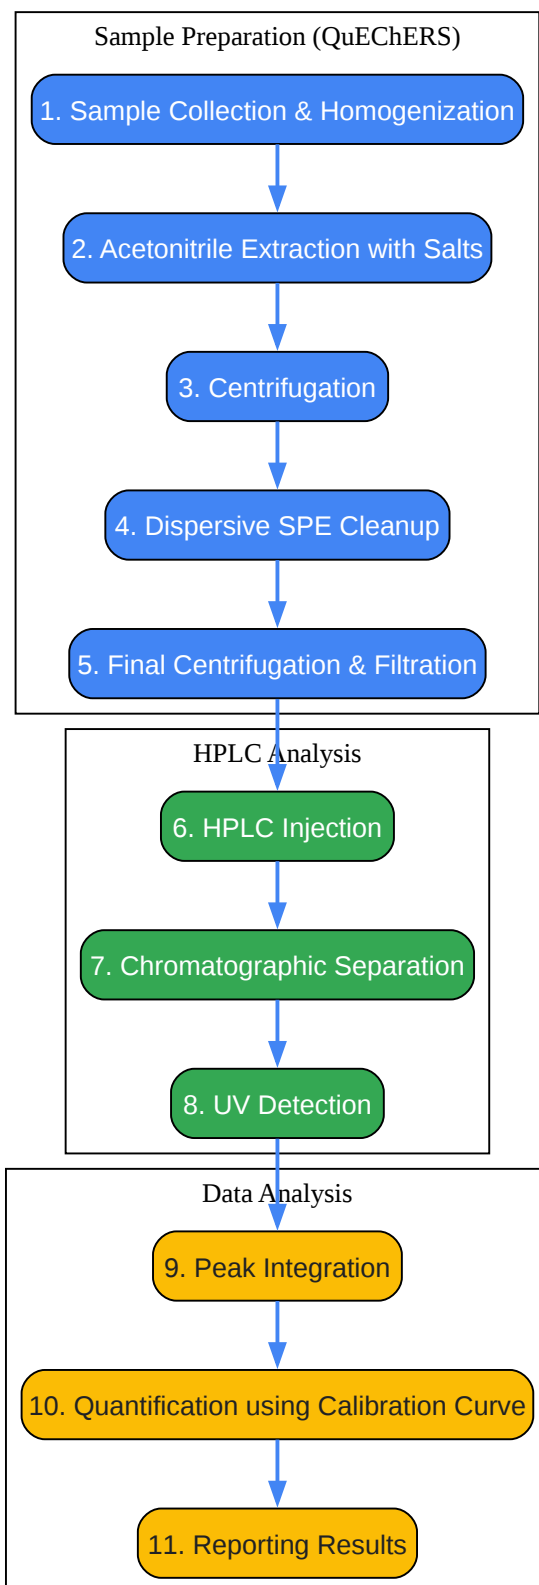 Sample Preparation (QuEChERS)
1. Sample Collection & Homogenization
2. Acetonitrile Extraction with Salts
3. Centrifugation
4. Dispersive SPE Cleanup
5. Final Centrifugation & Filtration
HPLC Analysis
6. HPLC Injection
7. Chromatographic Separation
8. UV Detection
Data Analysis
9. Peak Integration
10. Quantification using Calibration Curve
11. Reporting Results